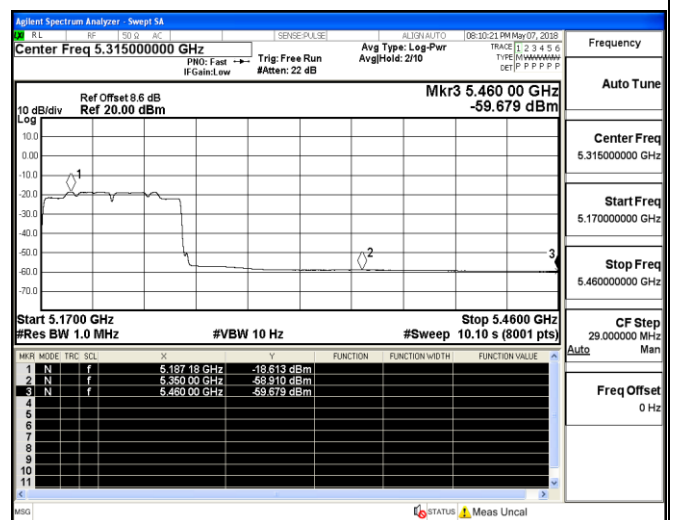 Agilent Spectrum Analyzer - Swept SA
RL RF 50 Ω AC SENSE:PULSE ALIGN AUTO 08:10:21 PM May 07, 2018
Center Freq 5.315000000 GHz
PNO: Fast
IFGain:Low
Trig: Free Run
#Atten: 22 dB
Avg Type: Log-Pwr
Avg|Hold: 2/10
TRACE 1 2 3 4 5 6
TYPE M WWWWW
DET P P P P P P
Ref Offset 8.6 dB
10 dB/div Ref 20.00 dBm
Mkr3 5.460 00 GHz
-59.679 dBm
Log
10.0
0.00
-10.0
-20.0
-30.0
-40.0
-50.0
-60.0
-70.0
1
2
3
Start 5.1700 GHz Stop 5.4600 GHz
#Res BW 1.0 MHz #VBW 10 Hz #Sweep 10.10 s (8001 pts)
MKR MODE TRC SCL X Y FUNCTION FUNCTION WIDTH FUNCTION VALUE
1 N f 5.187 18 GHz -18.613 dBm
2 N f 5.350 00 GHz -58.910 dBm
3 N f 5.460 00 GHz -59.679 dBm
4
5
6
7
8
9
10
11
MSG STATUS Meas Uncal
Frequency
Auto Tune
Center Freq
5.315000000 GHz
Start Freq
5.170000000 GHz
Stop Freq
5.460000000 GHz
CF Step
29.000000 MHz
Auto Man
Freq Offset
0 Hz